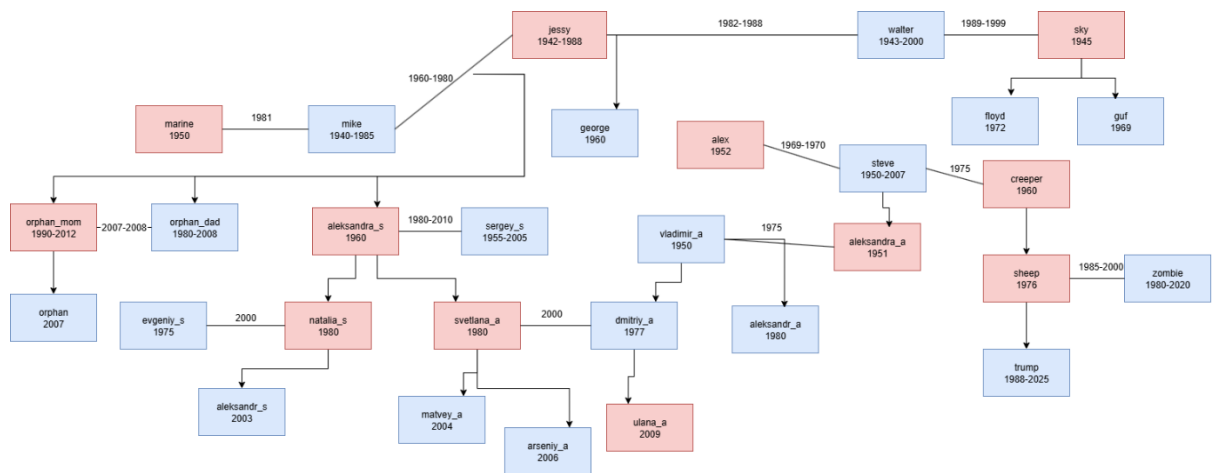 jessy
1942-1988
1982-1988
walter
1943-2000
1989-1999
sky
1945
1960-1980
marine
1950
1981
mike
1940-1985
george
1960
floyd
1972
guf
1969
alex
1952
1969-1970
steve
1950-2007
1975
creeper
1960
orphan_mom
1990-2012
2007-2008
orphan_dad
1980-2008
aleksandra_s
1960
1980-2010
sergey_s
1955-2005
vladimir_a
1950
1975
aleksandra_a
1951
sheep
1976
1985-2000
zombie
1980-2020
orphan
2007
evgeniy_s
1975
2000
natalia_s
1980
svetlana_a
1980
2000
dmitriy_a
1977
aleksandr_a
1980
trump
1988-2025
aleksandr_s
2003
matvey_a
2004
arseniy_a
2006
ulana_a
2009